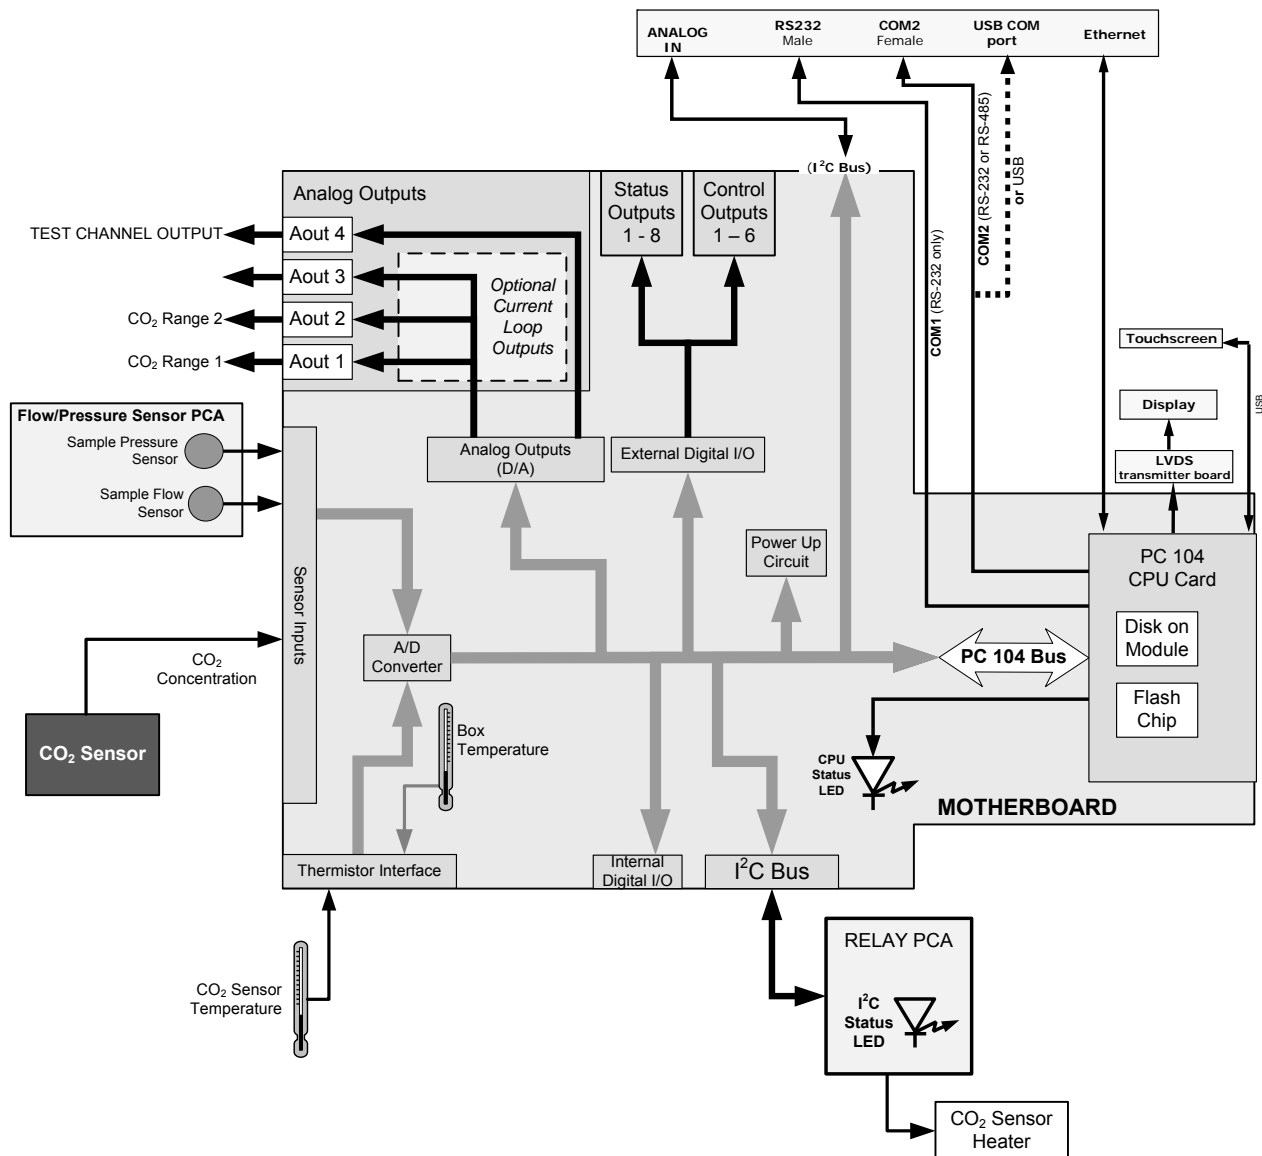 ANALOG
IN
RS232
Male
COM2
Female
USB COM
port
Ethernet
(I²C Bus)
COM1 (RS-232 only)
COM2 (RS-232 or RS-485)
or USB
Analog Outputs
Aout 4
Aout 3
Aout 2
Aout 1
TEST CHANNEL OUTPUT
CO₂ Range 2
CO₂ Range 1
Optional
Current
Loop
Outputs
Status
Outputs
1 - 8
Control
Outputs
1 – 6
Touchscreen
USB
Display
LVDS
transmitter board
Flow/Pressure Sensor PCA
Sample Pressure
Sensor
Sample Flow
Sensor
Analog Outputs
(D/A)
External Digital I/O
Power Up
Circuit
PC 104
CPU Card
Disk on
Module
Flash
Chip
Sensor Inputs
A/D
Converter
PC 104 Bus
CO₂
Concentration
CO₂ Sensor
Box
Temperature
CPU
Status
LED
MOTHERBOARD
Thermistor Interface
Internal
Digital I/O
I²C Bus
CO₂ Sensor
Temperature
RELAY PCA
I²C
Status
LED
CO₂ Sensor
Heater